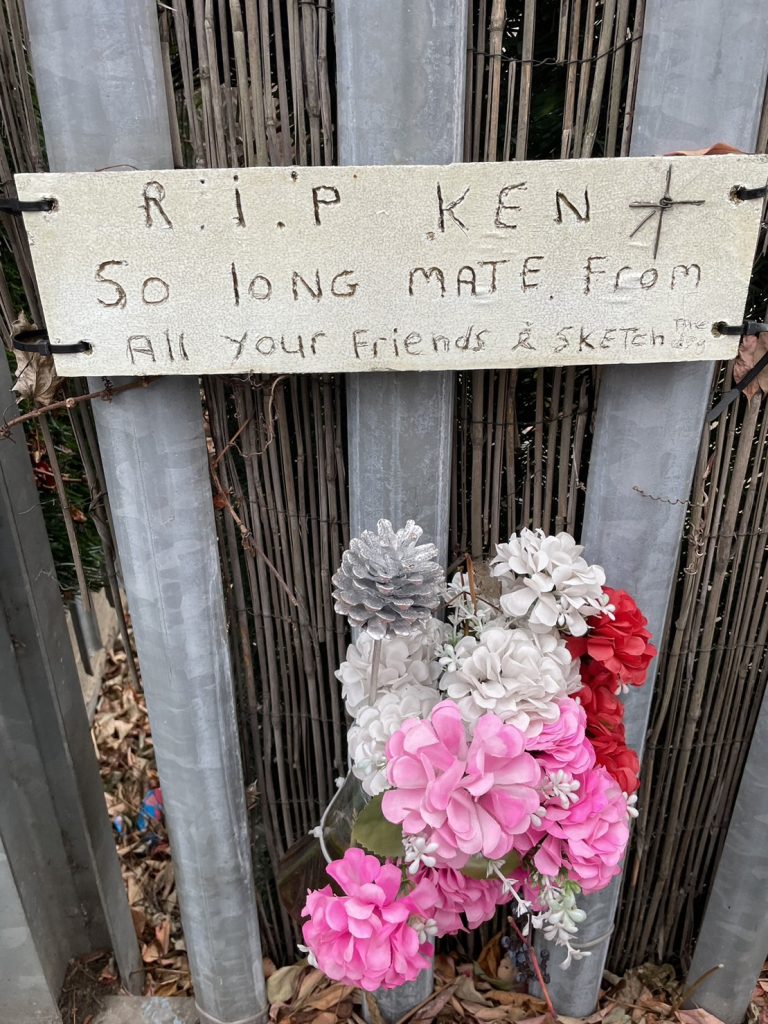 R.I.P KEN
So long MATE. From
All Your Friends & SKETCH The dog